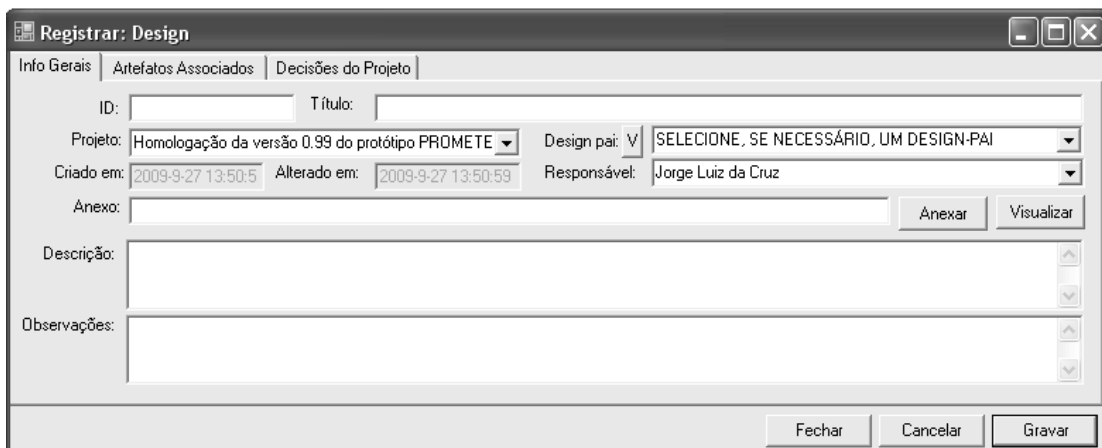 Registrar: Design
Info Gerais Artefatos Associados Decisões do Projeto
ID: Título:
Projeto: Homologação da versão 0.99 do protótipo PROMETE Design pai: V SELECIONE, SE NECESSÁRIO, UM DESIGN-PAI
Criado em: 2009-9-27 13:50:5 Alterado em: 2009-9-27 13:50:59 Responsável: Jorge Luiz da Cruz
Anexo: Anexar Visualizar
Descrição:
Observações:
Fechar Cancelar Gravar